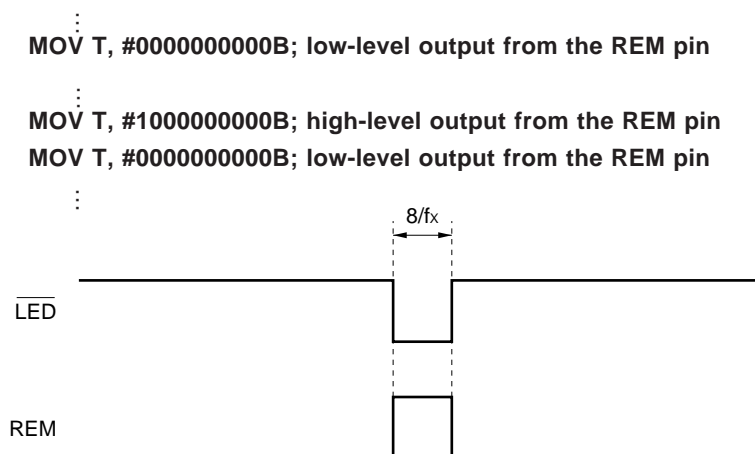 ⋮
MOV T, #0000000000B; low-level output from the REM pin
⋮
MOV T, #1000000000B; high-level output from the REM pin
MOV T, #0000000000B; low-level output from the REM pin
⋮
8/fX
L̅E̅D̅
REM